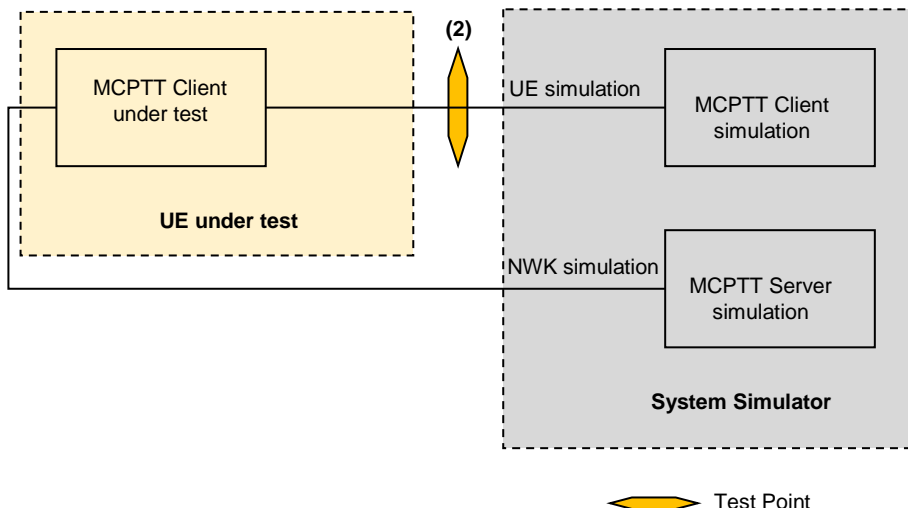 (2)
MCPTT Client
under test
UE simulation
MCPTT Client
simulation
UE under test
NWK simulation
MCPTT Server
simulation
System Simulator
Test Point